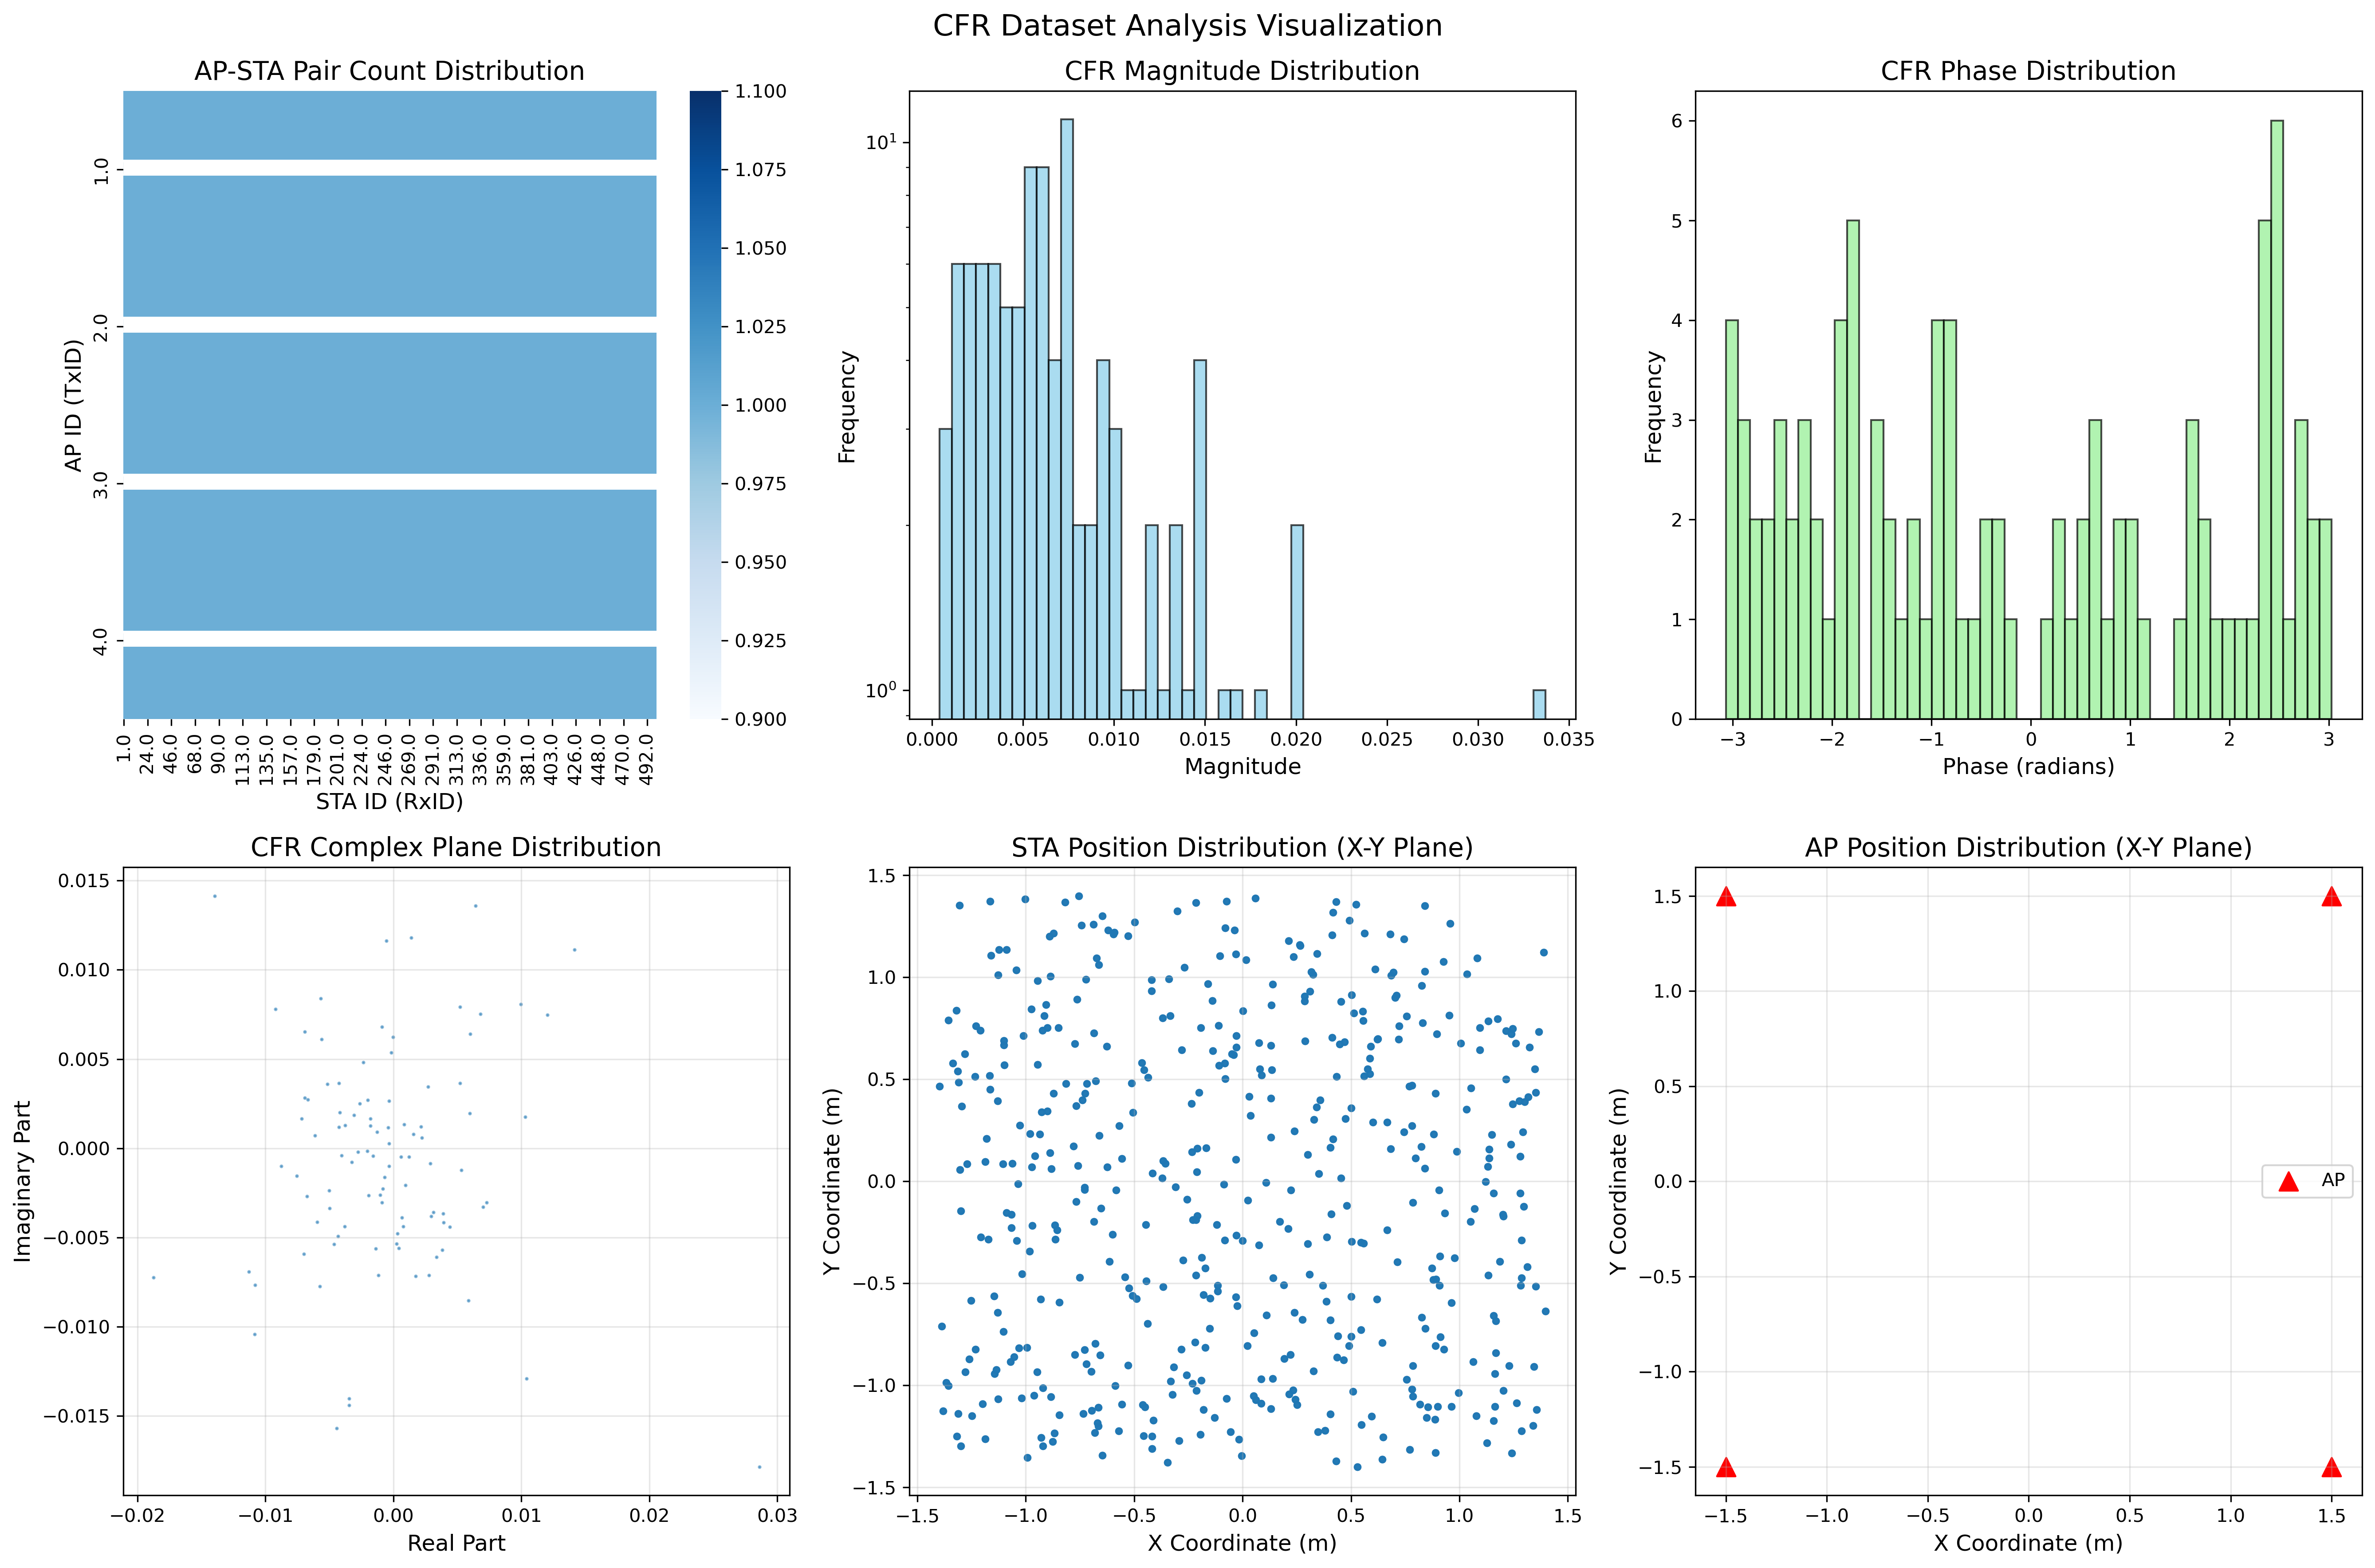 CFR Dataset Analysis Visualization
AP-STA Pair Count Distribution
AP ID (TxID)
1.0
2.0
3.0
4.0
1.0 24.0 46.0 68.0 90.0 113.0 135.0 157.0 179.0 201.0 224.0 246.0 269.0 291.0 313.0 336.0 359.0 381.0 403.0 426.0 448.0 470.0 492.0
STA ID (RxID)
1.100
1.075
1.050
1.025
1.000
0.975
0.950
0.925
0.900
CFR Magnitude Distribution
Frequency
10¹
10⁰
0.000 0.005 0.010 0.015 0.020 0.025 0.030 0.035
Magnitude
CFR Phase Distribution
Frequency
6
5
4
3
2
1
0
−3 −2 −1 0 1 2 3
Phase (radians)
CFR Complex Plane Distribution
Imaginary Part
0.015
0.010
0.005
0.000
−0.005
−0.010
−0.015
−0.02 −0.01 0.00 0.01 0.02 0.03
Real Part
STA Position Distribution (X-Y Plane)
Y Coordinate (m)
1.5
1.0
0.5
0.0
−0.5
−1.0
−1.5
−1.5 −1.0 −0.5 0.0 0.5 1.0 1.5
X Coordinate (m)
AP Position Distribution (X-Y Plane)
Y Coordinate (m)
1.5
1.0
0.5
0.0
−0.5
−1.0
−1.5
AP
−1.5 −1.0 −0.5 0.0 0.5 1.0 1.5
X Coordinate (m)